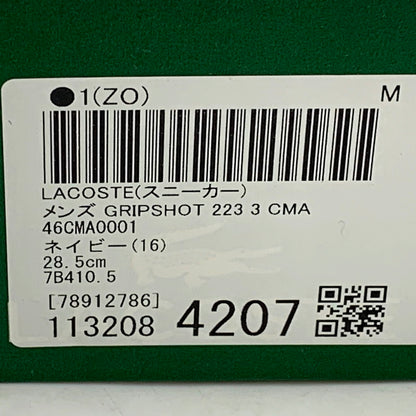 ●1(ZO) M
LACOSTE(スニーカー)
メンズ GRIPSHOT 223 3 CMA
46CMA0001
ネイビー(16)
28.5cm
7B410.5
[78912786]
113208 4207